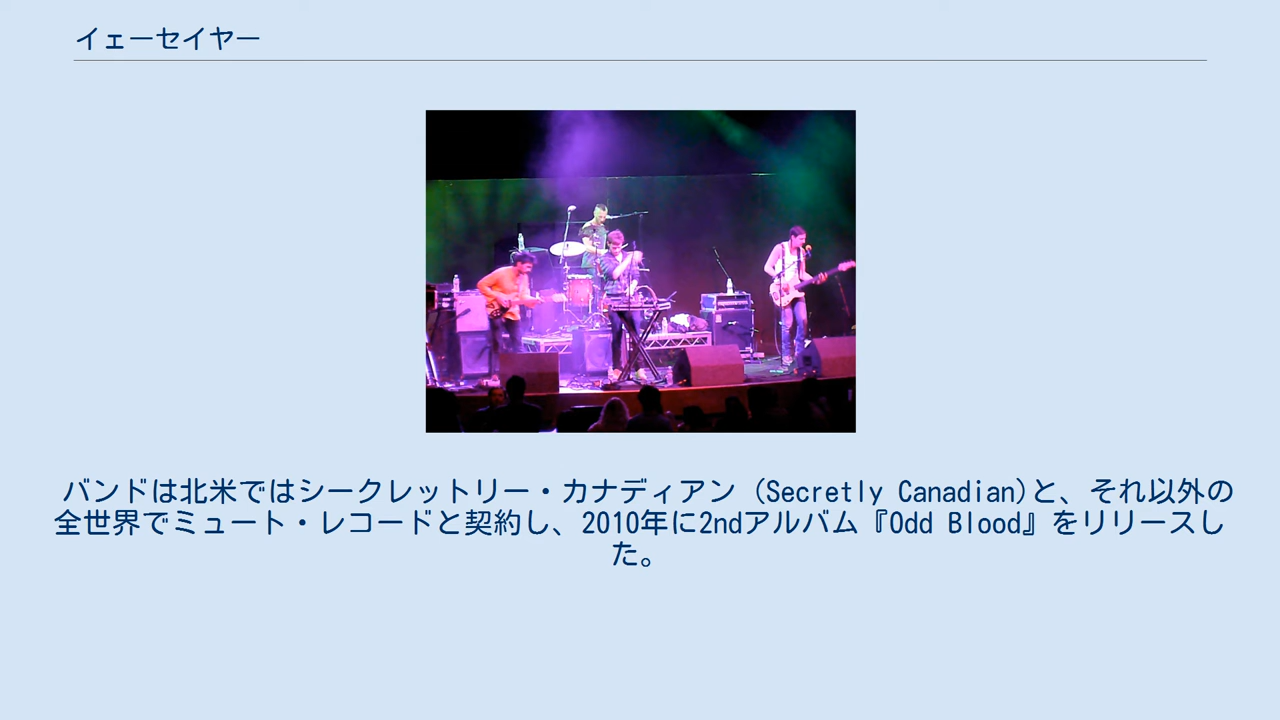 イェーセイヤー
バンドは北米ではシークレットリー・カナディアン (Secretly Canadian)と、それ以外の
全世界でミュート・レコードと契約し、2010年に2ndアルバム『Odd Blood』をリリースし
た。